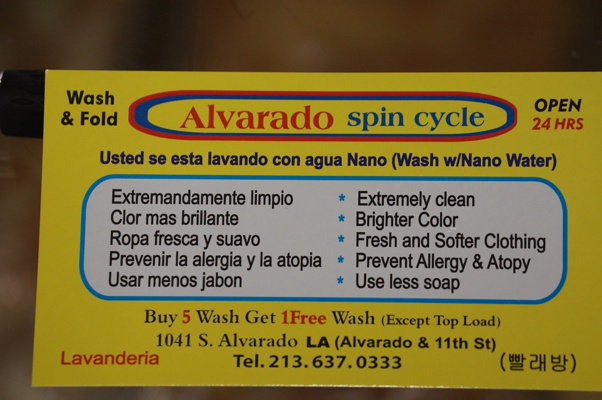 Wash & Fold
Alvarado spin cycle
OPEN 24 HRS
Usted se esta lavando con agua Nano (Wash w/Nano Water)
Extremandamente limpio * Extremely clean
Clor mas brillante * Brighter Color
Ropa fresca y suavo * Fresh and Softer Clothing
Prevenir la alergia y la atopia * Prevent Allergy & Atopy
Usar menos jabon * Use less soap
Buy 5 Wash Get 1Free Wash (Except Top Load)
1041 S. Alvarado LA (Alvarado & 11th St)
Lavanderia Tel. 213.637.0333 (빨래방)